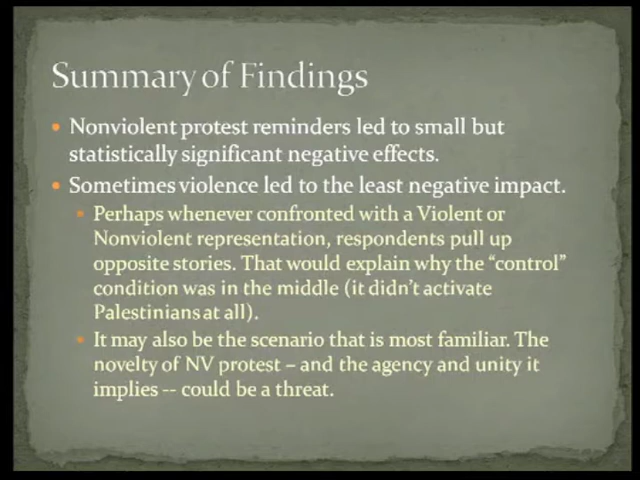 Summary of Findings
Nonviolent protest reminders led to small but
statistically significant negative effects.
Sometimes violence led to the least negative impact.
Perhaps whenever confronted with a Violent or
Nonviolent representation, respondents pull up
opposite stories. That would explain why the “control”
condition was in the middle (it didn’t activate
Palestinians at all).
It may also be the scenario that is most familiar. The
novelty of NV protest – and the agency and unity it
implies -- could be a threat.